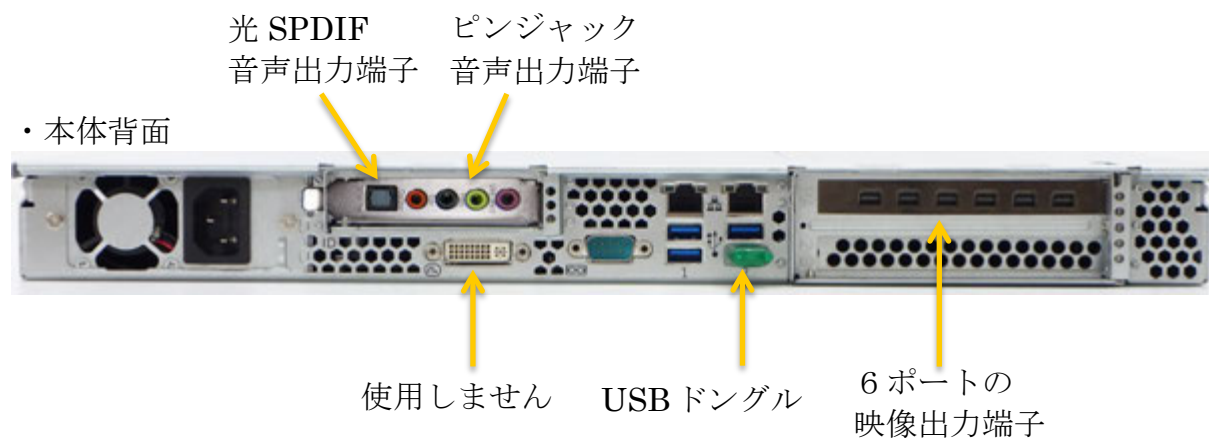 光 SPDIF
音声出力端子
ピンジャック
音声出力端子
・本体背面
ID
1
使用しません
USB ドングル
６ポートの
映像出力端子